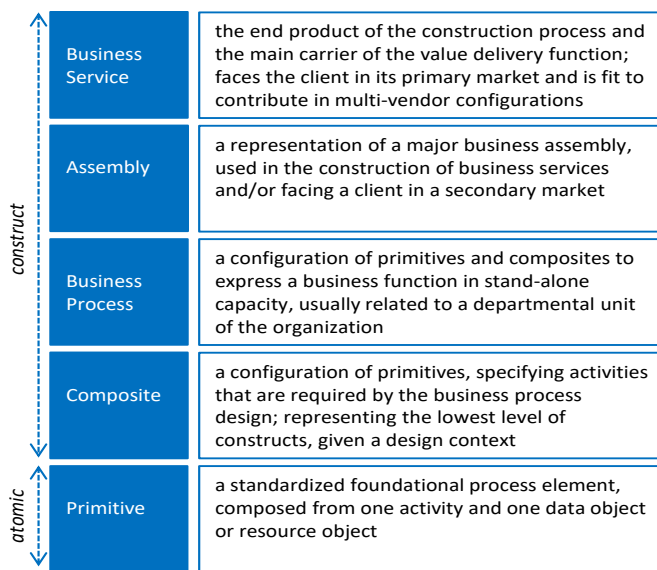 Business
Service
the end product of the construction process and
the main carrier of the value delivery function;
faces the client in its primary market and is fit to
contribute in multi-vendor configurations
construct
Assembly
a representation of a major business assembly,
used in the construction of business services
and/or facing a client in a secondary market
Business
Process
a configuration of primitives and composites to
express a business function in stand-alone
capacity, usually related to a departmental unit
of the organization
Composite
a configuration of primitives, specifying activities
that are required by the business process
design; representing the lowest level of
constructs, given a design context
atomic
Primitive
a standardized foundational process element,
composed from one activity and one data object
or resource object